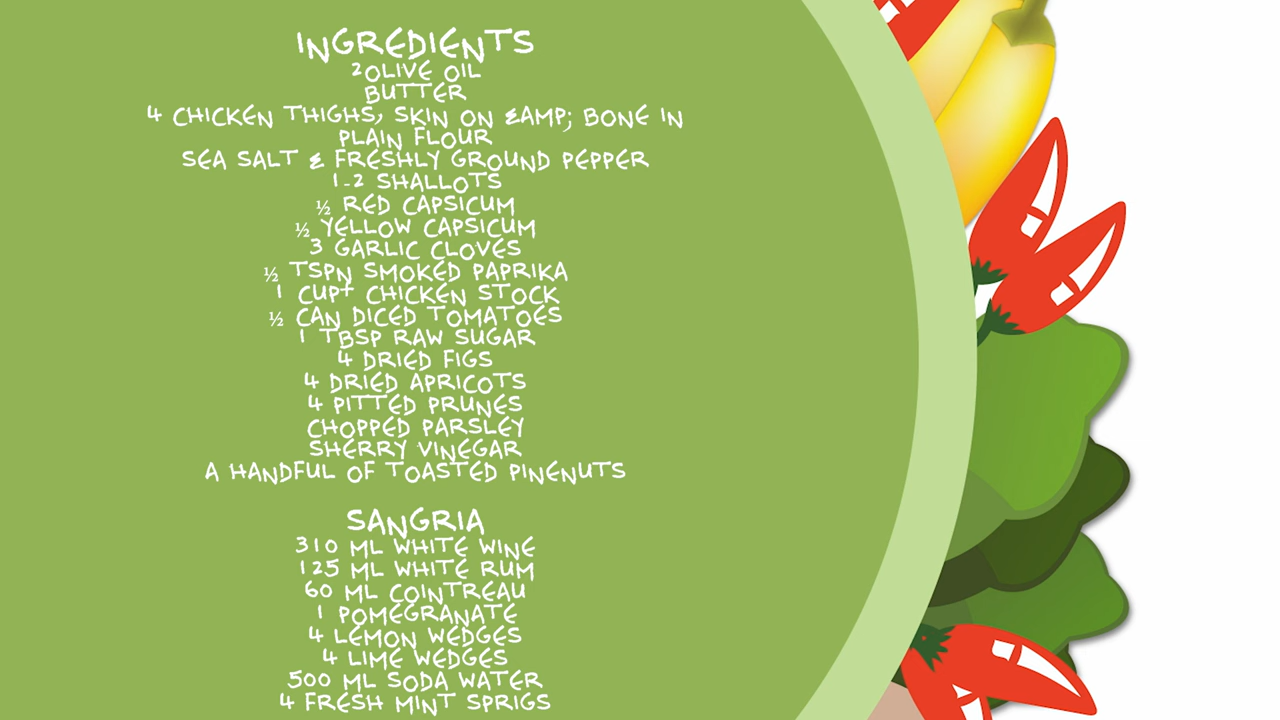 INGREDIENTS
2OLIVE OIL
BUTTER
4 CHICKEN THIGHS, SKIN ON &AMP; BONE IN
PLAIN FLOUR
SEA SALT & FRESHLY GROUND PEPPER
1-2 SHALLOTS
½ RED CAPSICUM
½ YELLOW CAPSICUM
3 GARLIC CLOVES
½ TSPN SMOKED PAPRIKA
1 CUP+ CHICKEN STOCK
½ CAN DICED TOMATOES
1 TBSP RAW SUGAR
4 DRIED FIGS
4 DRIED APRICOTS
4 PITTED PRUNES
CHOPPED PARSLEY
SHERRY VINEGAR
A HANDFUL OF TOASTED PINENUTS
SANGRIA
310 ML WHITE WINE
125 ML WHITE RUM
60 ML COINTREAU
1 POMEGRANATE
4 LEMON WEDGES
4 LIME WEDGES
500 ML SODA WATER
4 FRESH MINT SPRIGS